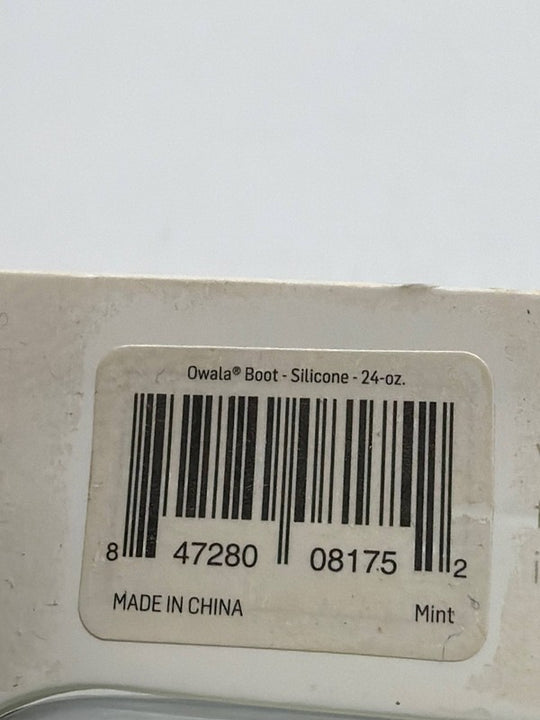 Owala® Boot - Silicone - 24-oz.
8 47280 08175 2
MADE IN CHINA Mint